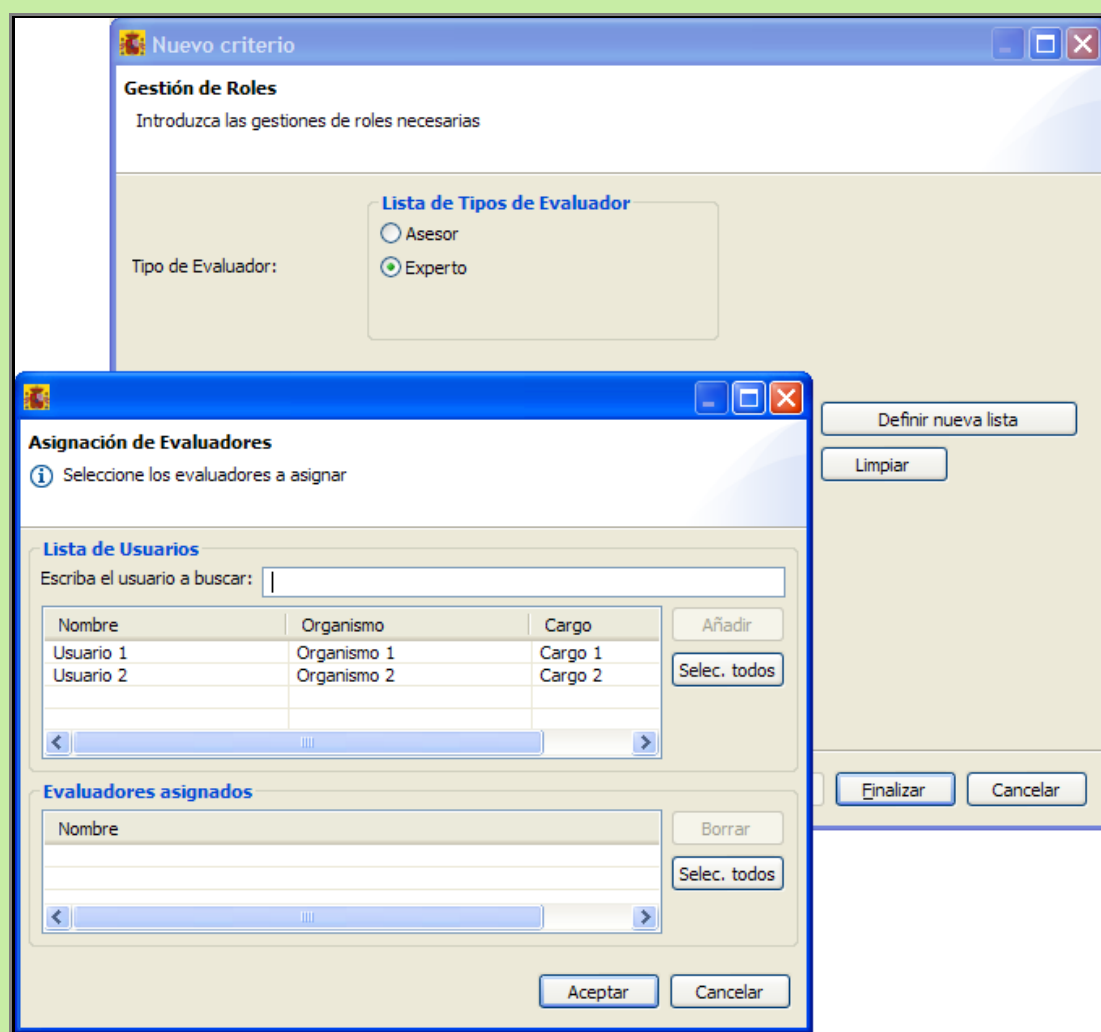 Nuevo criterio
Gestión de Roles
Introduzca las gestiones de roles necesarias
Lista de Tipos de Evaluador
Asesor
Tipo de Evaluador:
Experto
Definir nueva lista
Limpiar
Finalizar Cancelar
Asignación de Evaluadores
Seleccione los evaluadores a asignar
Lista de Usuarios
Escriba el usuario a buscar:
Nombre Organismo Cargo Añadir
Usuario 1 Organismo 1 Cargo 1
Usuario 2 Organismo 2 Cargo 2
Selec. todos
Evaluadores asignados
Nombre Borrar
Selec. todos
Aceptar Cancelar